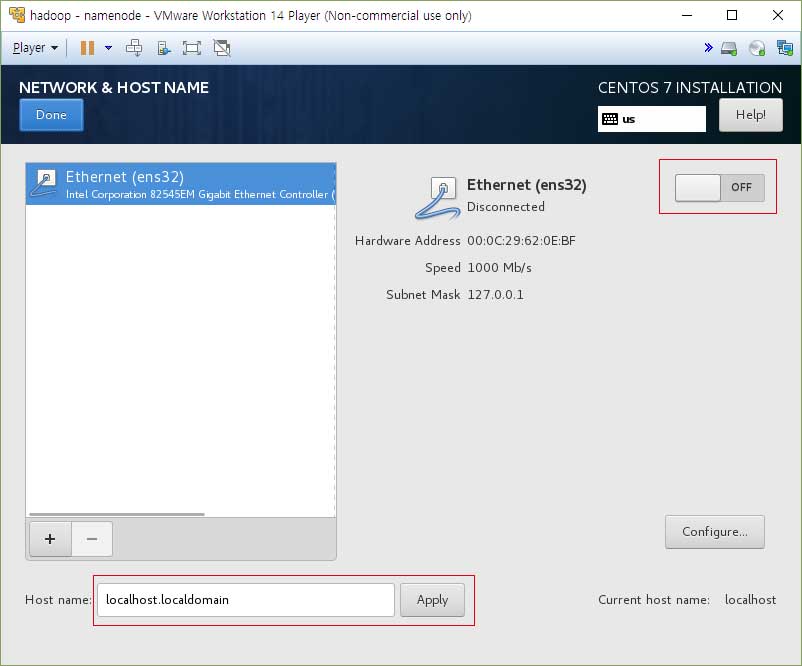 hadoop - namenode - VMware Workstation 14 Player (Non-commercial use only)
Player
NETWORK & HOST NAME
CENTOS 7 INSTALLATION
Done
us
Help!
Ethernet (ens32)
Intel Corporation 82545EM Gigabit Ethernet Controller (
Ethernet (ens32)
Disconnected
OFF
Hardware Address 00:0C:29:62:0E:BF
Speed 1000 Mb/s
Subnet Mask 127.0.0.1
+ −
Configure...
Host name: localhost.localdomain Apply
Current host name: localhost